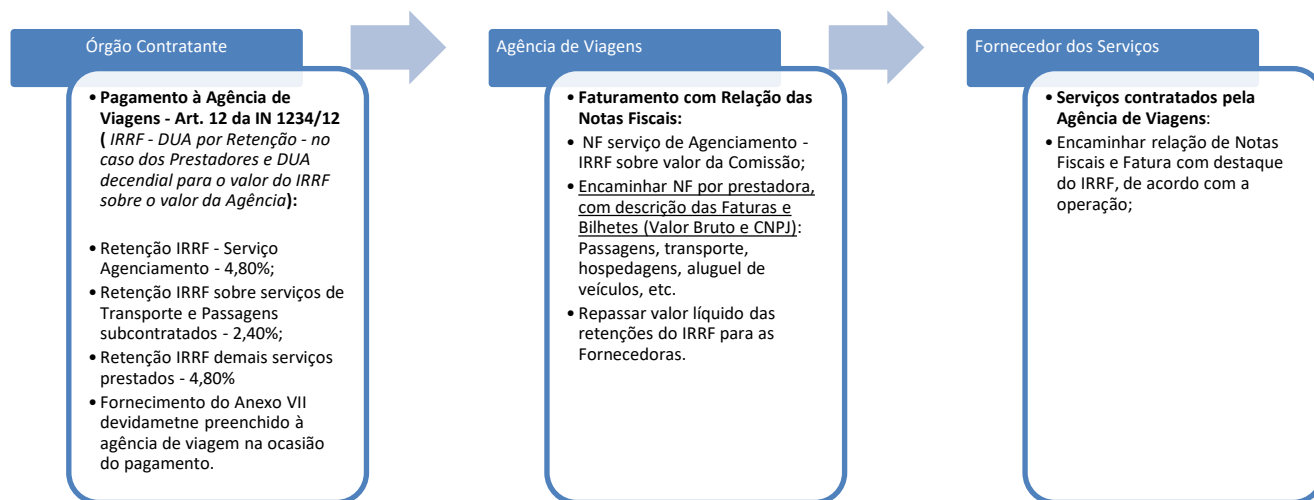 Órgão Contratante
• Pagamento à Agência de
Viagens - Art. 12 da IN 1234/12
( IRRF - DUA por Retenção - no
caso dos Prestadores e DUA
decendial para o valor do IRRF
sobre o valor da Agência):
• Retenção IRRF - Serviço
Agenciamento - 4,80%;
• Retenção IRRF sobre serviços de
Transporte e Passagens
subcontratados - 2,40%;
• Retenção IRRF demais serviços
prestados - 4,80%
• Fornecimento do Anexo VII
devidametne preenchido à
agência de viagem na ocasião
do pagamento.
Agência de Viagens
• Faturamento com Relação das
Notas Fiscais:
• NF serviço de Agenciamento -
IRRF sobre valor da Comissão;
• Encaminhar NF por prestadora,
com descrição das Faturas e
Bilhetes (Valor Bruto e CNPJ):
Passagens, transporte,
hospedagens, aluguel de
veículos, etc.
• Repassar valor líquido das
retenções do IRRF para as
Fornecedoras.
Fornecedor dos Serviços
• Serviços contratados pela
Agência de Viagens:
• Encaminhar relação de Notas
Fiscais e Fatura com destaque
do IRRF, de acordo com a
operação;